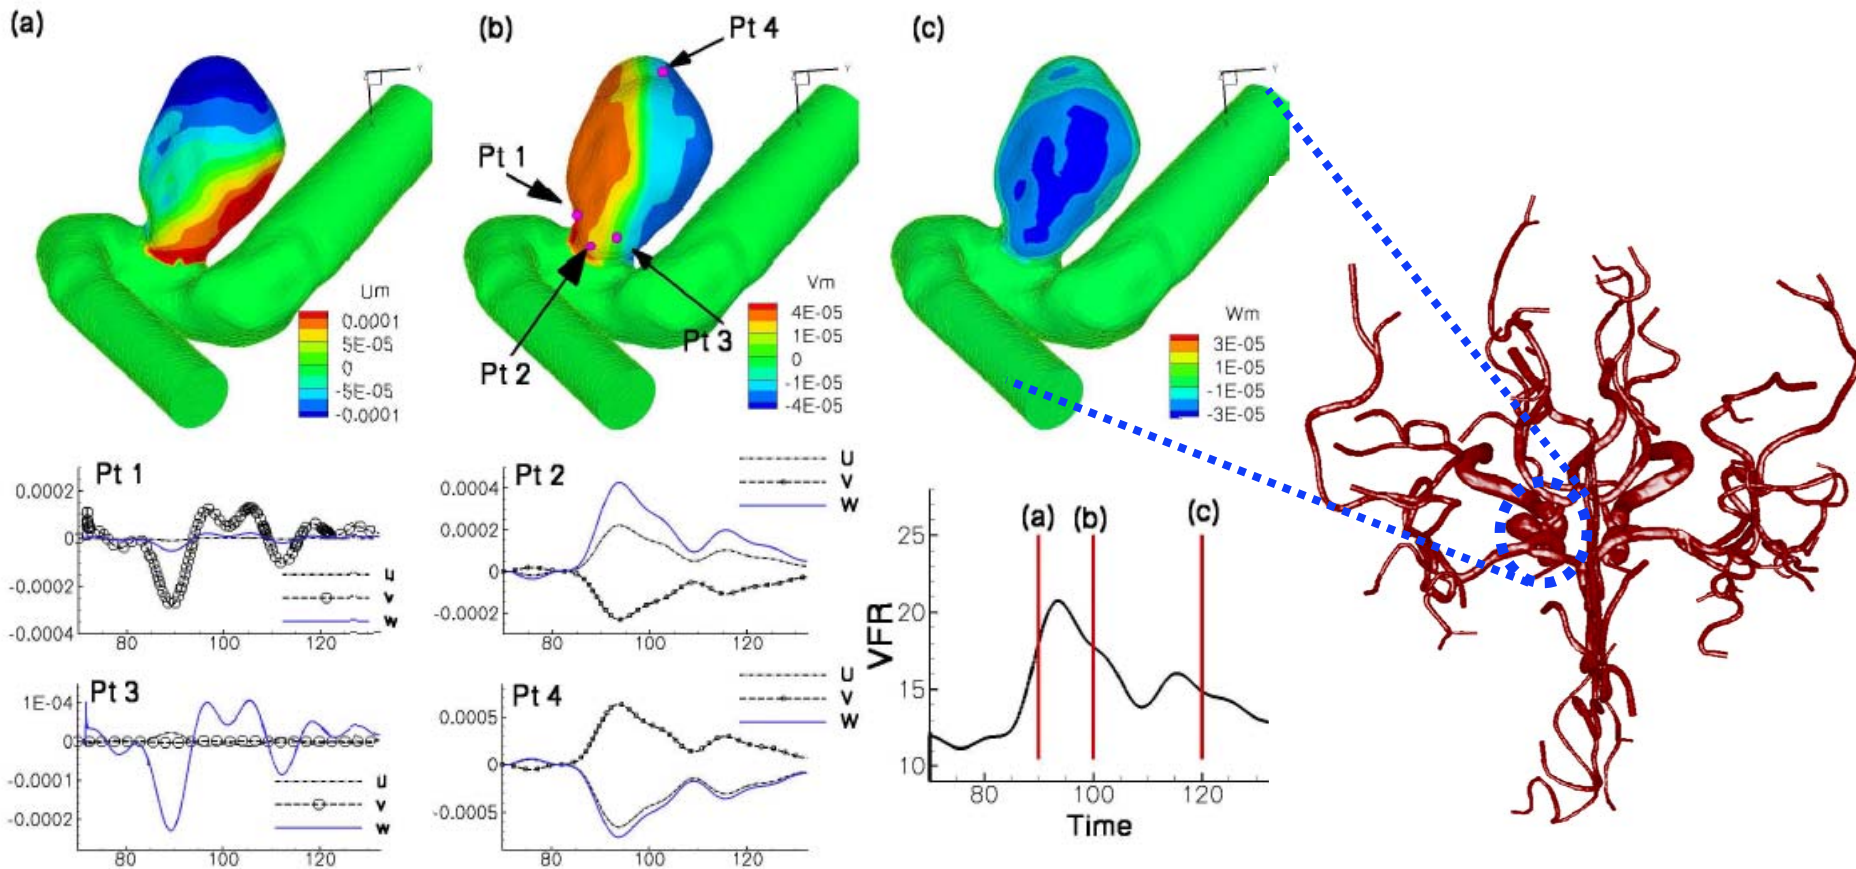 (a)
(b)
(c)
Pt 4
Pt 1
Pt 2
Pt 3
Y
Y
Y
Um
0.0001
5E-05
0
-5E-05
-0.0001
Vm
4E-05
1E-05
0
-1E-05
-4E-05
Wm
3E-05
1E-05
-1E-05
-3E-05
Pt 1
0.0002
0
-0.0002
-0.0004
80
100
120
u
v
w
Pt 2
0.0004
0.0002
0
-0.0002
80
100
120
U
V
W
Pt 3
1E-04
0
-0.0001
-0.0002
80
100
120
u
v
w
Pt 4
0.0005
0
-0.0005
80
100
120
U
V
W
(a)
(b)
(c)
VFR
25
20
15
10
80
100
120
Time